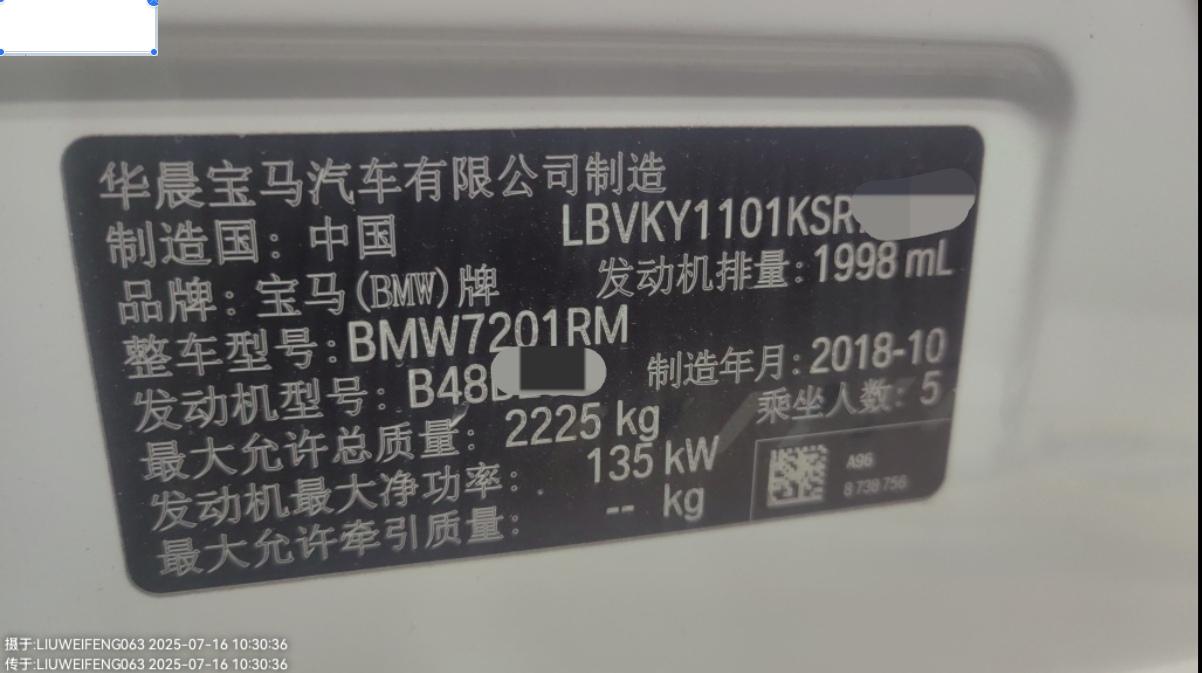 华晨宝马汽车有限公司制造
制造国：中国 LBVKY1101KSR
品牌：宝马(BMW)牌 发动机排量：1998 mL
整车型号：BMW7201RM
发动机型号：B48 制造年月：2018-10
最大允许总质量：2225 kg 乘坐人数：5
发动机最大净功率：135 kW
最大允许牵引质量：-- kg
A96
8 738 756
摄于:LIUWEIFENG063 2025-07-16 10:30:36
传于:LIUWEIFENG063 2025-07-16 10:30:36